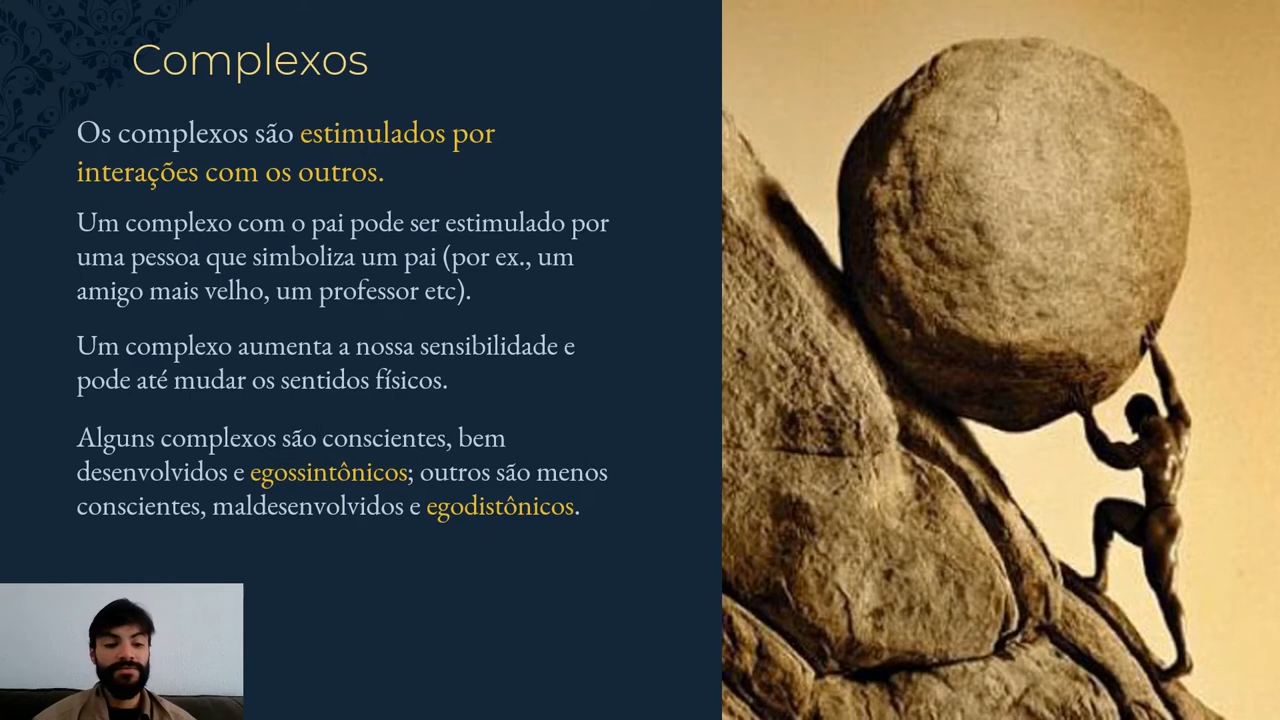 Complexos
Os complexos são estimulados por
interações com os outros.
Um complexo com o pai pode ser estimulado por
uma pessoa que simboliza um pai (por ex., um
amigo mais velho, um professor etc).
Um complexo aumenta a nossa sensibilidade e
pode até mudar os sentidos físicos.
Alguns complexos são conscientes, bem
desenvolvidos e egossintônicos; outros são menos
conscientes, maldesenvolvidos e egodistônicos.